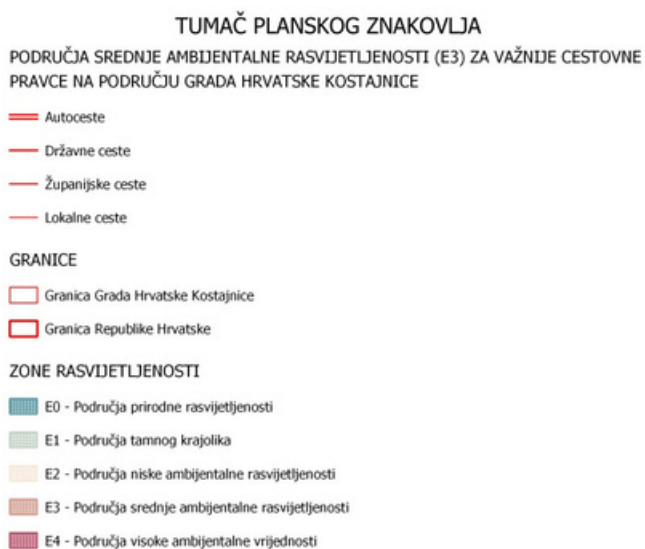 TUMAČ PLANSKOG ZNAKOVLJA
PODRUČJA SREDNJE AMBIJENTALNE RASVIJETLJENOSTI (E3) ZA VAŽNIJE CESTOVNE
PRAVCE NA PODRUČJU GRADA HRVATSKE KOSTAJNICE
Autoceste
Državne ceste
Županijske ceste
Lokalne ceste
GRANICE
Granica Grada Hrvatske Kostajnice
Granica Republike Hrvatske
ZONE RASVIJETLJENOSTI
E0 - Područja prirodne rasvijetljenosti
E1 - Područja tamnog krajolika
E2 - Područja niske ambijentalne rasvijetljenosti
E3 - Područja srednje ambijentalne rasvijetljenosti
E4 - Područja visoke ambijentalne vrijednosti